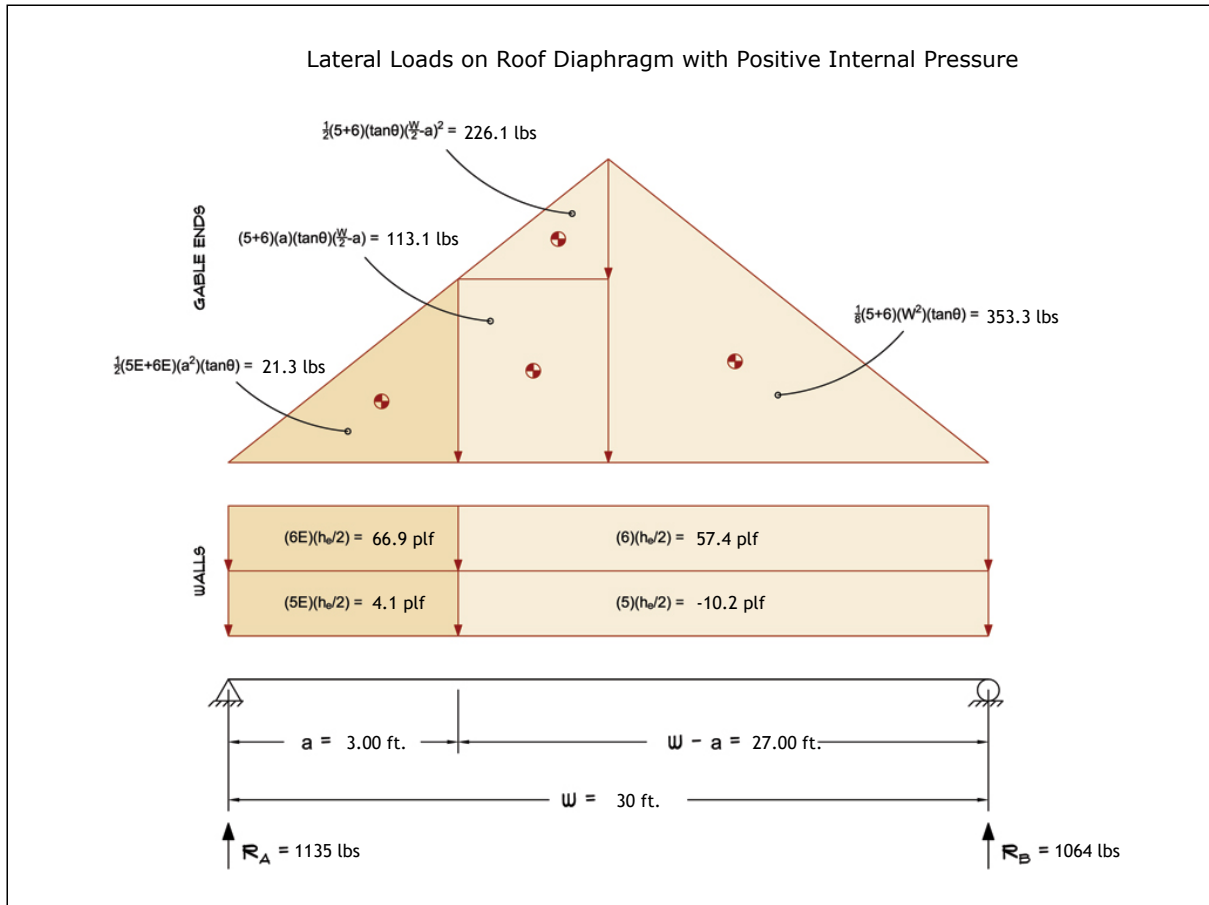 Lateral Loads on Roof Diaphragm with Positive Internal Pressure
½(5+6)(tanθ)(W/2-a)² = 226.1 lbs
GABLE ENDS
(5+6)(a)(tanθ)(W/2-a) = 113.1 lbs
⅛(5+6)(W²)(tanθ) = 353.3 lbs
½(5E+6E)(a²)(tanθ) = 21.3 lbs
WALLS
(6E)(hₑ/2) = 66.9 plf
(6)(hₑ/2) = 57.4 plf
(5E)(hₑ/2) = 4.1 plf
(5)(hₑ/2) = -10.2 plf
a = 3.00 ft.
W - a = 27.00 ft.
W = 30 ft.
R_A = 1135 lbs
R_B = 1064 lbs